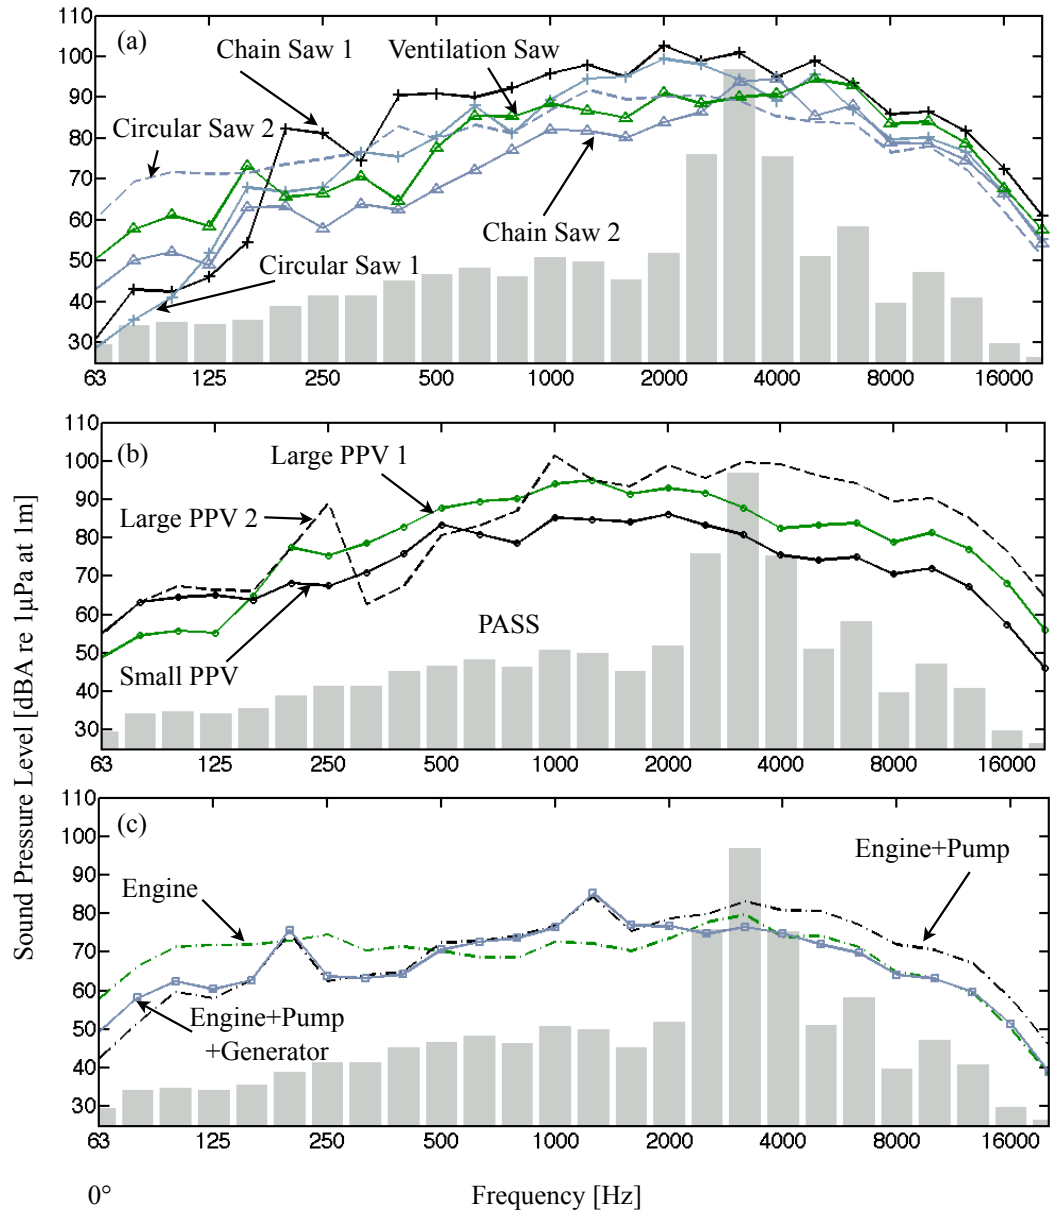 110
(a)
100
Chain Saw 1
Ventilation Saw
90
Circular Saw 2
80
70
60
Chain Saw 2
50
Circular Saw 1
40
30
63 125 250 500 1000 2000 4000 8000 16000
110
(b)
Large PPV 1
100
90
Large PPV 2
80
70
PASS
60
Small PPV
50
40
30
63 125 250 500 1000 2000 4000 8000 16000
110
(c)
100
Engine+Pump
90
Engine
80
70
60
Engine+Pump
50
+Generator
40
30
63 125 250 500 1000 2000 4000 8000 16000
Sound Pressure Level [dBA re 1µPa at 1m]
0° Frequency [Hz]